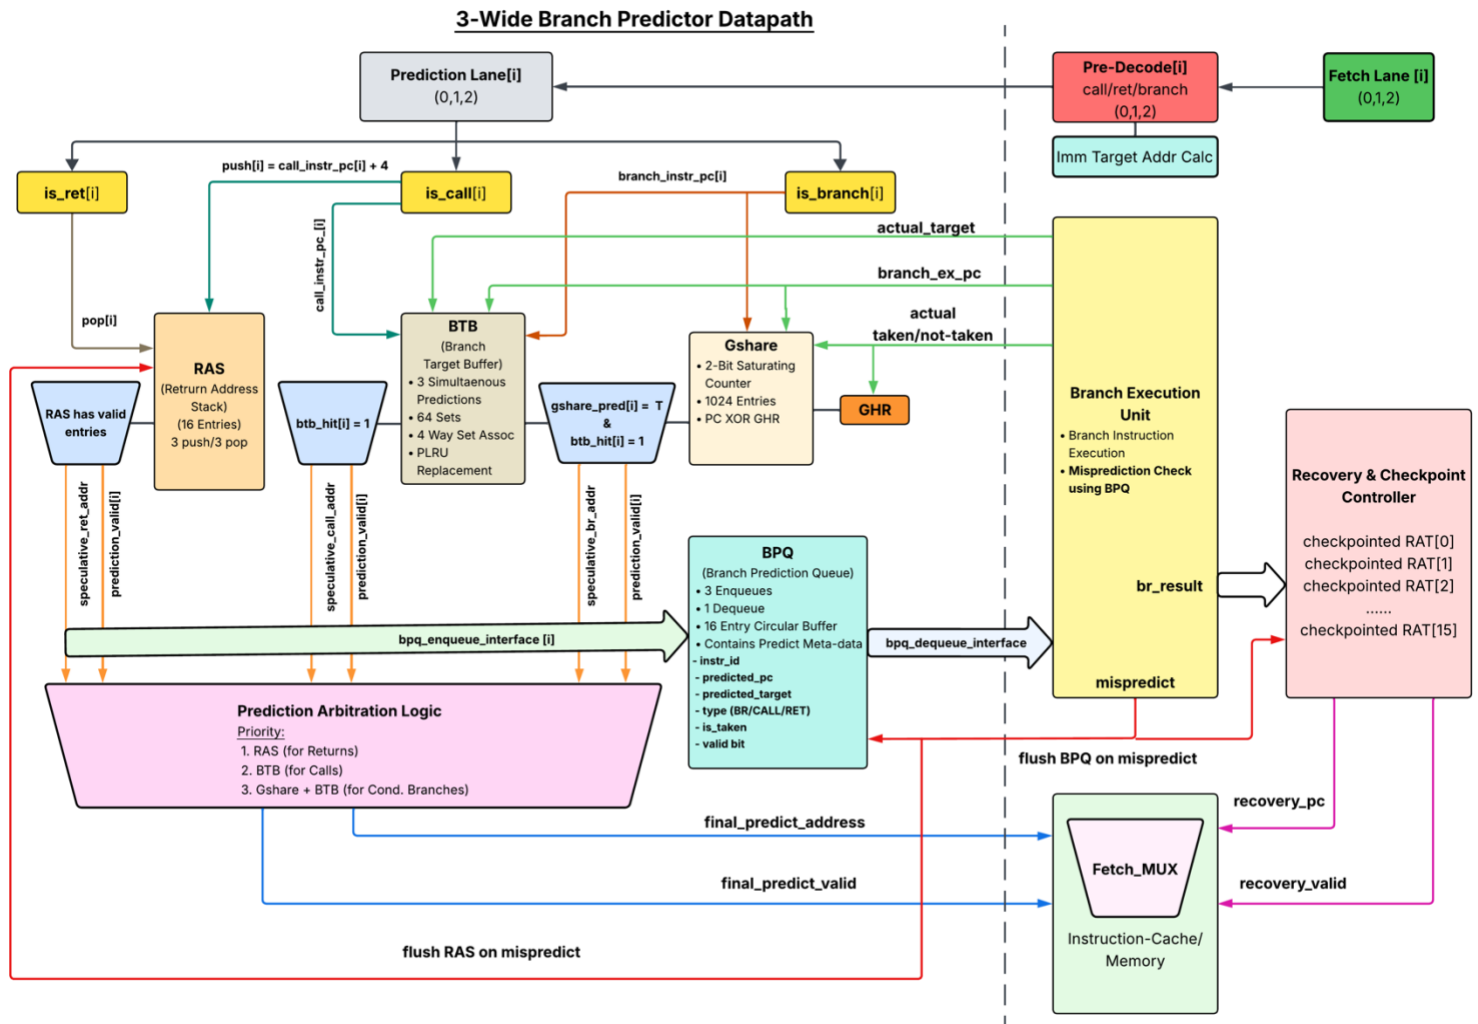 3-Wide Branch Predictor Datapath
Prediction Lane[i]
(0,1,2)
Pre-Decode[i]
call/ret/branch
(0,1,2)
Fetch Lane [i]
(0,1,2)
Imm Target Addr Calc
push[i] = call_instr_pc[i] + 4
branch_instr_pc[i]
is_ret[i]
is_call[i]
is_branch[i]
call_instr_pc_[i]
actual_target
branch_ex_pc
actual
taken/not-taken
pop[i]
RAS
(Retrurn Address
Stack)
(16 Entries)
3 push/3 pop
BTB
(Branch
Target Buffer)
• 3 Simultaenous
Predictions
• 64 Sets
• 4 Way Set Assoc
• PLRU
Replacement
Gshare
• 2-Bit Saturating
Counter
• 1024 Entries
• PC XOR GHR
GHR
RAS has valid
entries
btb_hit[i] = 1
gshare_pred[i] = T
&
btb_hit[i] = 1
Branch Execution
Unit
• Branch Instruction
Execution
• Misprediction Check
using BPQ
br_result
mispredict
Recovery & Checkpoint
Controller
checkpointed RAT[0]
checkpointed RAT[1]
checkpointed RAT[2]
......
checkpointed RAT[15]
speculative_ret_addr
prediction_valid[i]
speculative_call_addr
prediction_valid[i]
speculative_br_addr
prediction_valid[i]
BPQ
(Branch Prediction Queue)
• 3 Enqueues
• 1 Dequeue
• 16 Entry Circular Buffer
• Contains Predict Meta-data
- instr_id
- predicted_pc
- predicted_target
- type (BR/CALL/RET)
- is_taken
- valid bit
bpq_enqueue_interface [i]
bpq_dequeue_interface
Prediction Arbitration Logic
Priority:
1. RAS (for Returns)
2. BTB (for Calls)
3. Gshare + BTB (for Cond. Branches)
flush BPQ on mispredict
recovery_pc
final_predict_address
Fetch_MUX
final_predict_valid
recovery_valid
Instruction-Cache/
Memory
flush RAS on mispredict